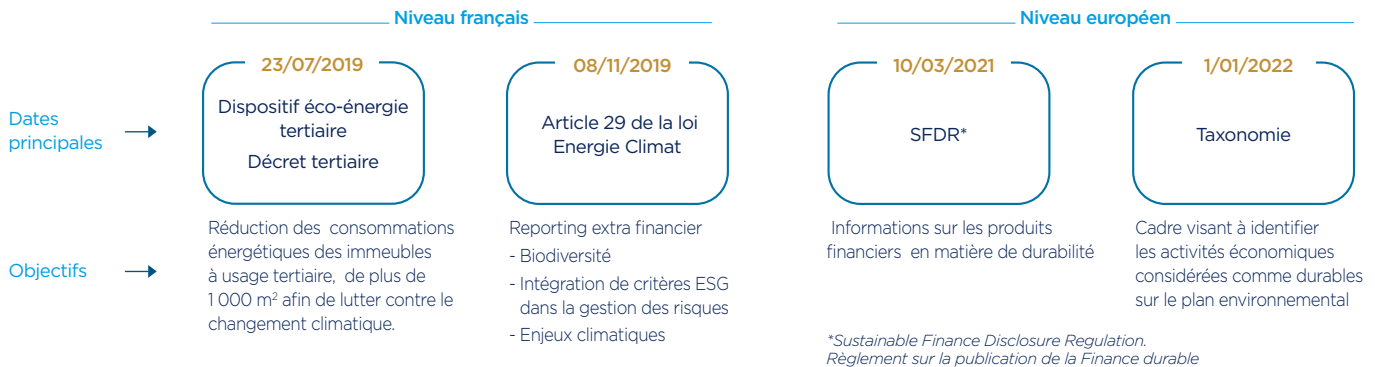 Niveau français
Niveau européen
23/07/2019
08/11/2019
10/03/2021
1/01/2022
Dates
principales
Dispositif éco-énergie
tertiaire
Décret tertiaire
Article 29 de la loi
Energie Climat
SFDR*
Taxonomie
Objectifs
Réduction des consommations
énergétiques des immeubles
à usage tertiaire, de plus de
1 000 m² afin de lutter contre le
changement climatique.
Reporting extra financier
- Biodiversité
- Intégration de critères ESG
dans la gestion des risques
- Enjeux climatiques
Informations sur les produits
financiers en matière de durabilité
Cadre visant à identifier
les activités économiques
considérées comme durables
sur le plan environnemental
*Sustainable Finance Disclosure Regulation.
Règlement sur la publication de la Finance durable